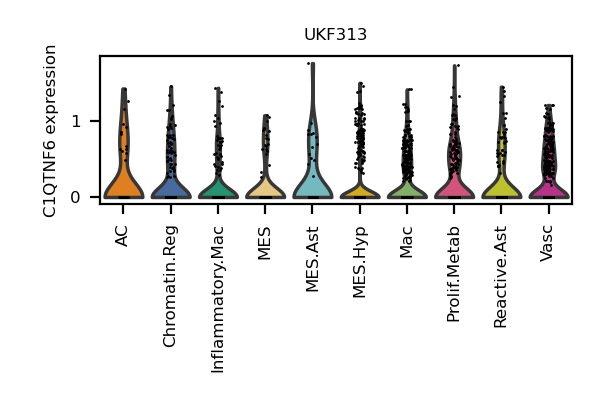 UKF313
C1QTNF6 expression
1
0
AC
Chromatin.Reg
Inflammatory.Mac
MES
MES.Ast
MES.Hyp
Mac
Prolif.Metab
Reactive.Ast
Vasc